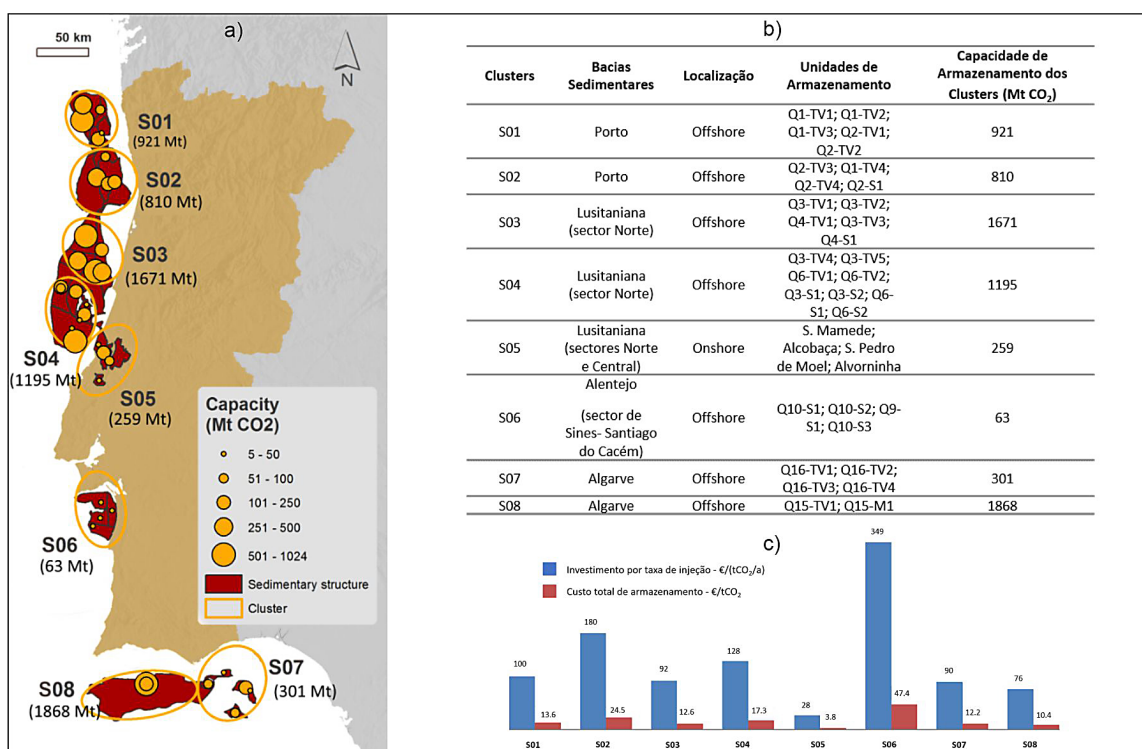 a)
50 km
N
S01
(921 Mt)
S02
(810 Mt)
S03
(1671 Mt)
S04
(1195 Mt)
S05
(259 Mt)
S06
(63 Mt)
S07
(301 Mt)
S08
(1868 Mt)
Capacity
(Mt CO2)
5 - 50
51 - 100
101 - 250
251 - 500
501 - 1024
Sedimentary structure
Cluster
b)
Clusters
Bacias
Sedimentares
Localização
Unidades de
Armazenamento
Capacidade de
Armazenamento dos
Clusters (Mt CO₂)
S01
Porto
Offshore
Q1-TV1; Q1-TV2;
Q1-TV3; Q2-TV1;
Q2-TV2
921
S02
Porto
Offshore
Q2-TV3; Q1-TV4;
Q2-TV4; Q2-S1
810
S03
Lusitaniana
(sector Norte)
Offshore
Q3-TV1; Q3-TV2;
Q4-TV1; Q3-TV3;
Q4-S1
1671
S04
Lusitaniana
(sector Norte)
Offshore
Q3-TV4; Q3-TV5;
Q6-TV1; Q6-TV2;
Q3-S1; Q3-S2; Q6-
S1; Q6-S2
1195
S05
Lusitaniana
(sectores Norte
e Central)
Onshore
S. Mamede;
Alcobaça; S. Pedro
de Moel; Alvorninha
259
S06
Alentejo
(sector de
Sines- Santiago
do Cacém)
Offshore
Q10-S1; Q10-S2; Q9-
S1; Q10-S3
63
S07
Algarve
Offshore
Q16-TV1; Q16-TV2;
Q16-TV3; Q16-TV4
301
S08
Algarve
Offshore
Q15-TV1; Q15-M1
1868
c)
Investimento por taxa de injeção - €/(tCO₂/a)
Custo total de armazenamento - €/tCO₂
100
13.6
180
24.5
92
12.6
128
17.3
28
3.8
349
47.4
90
12.2
76
10.4
S01
S02
S03
S04
S05
S06
S07
S08